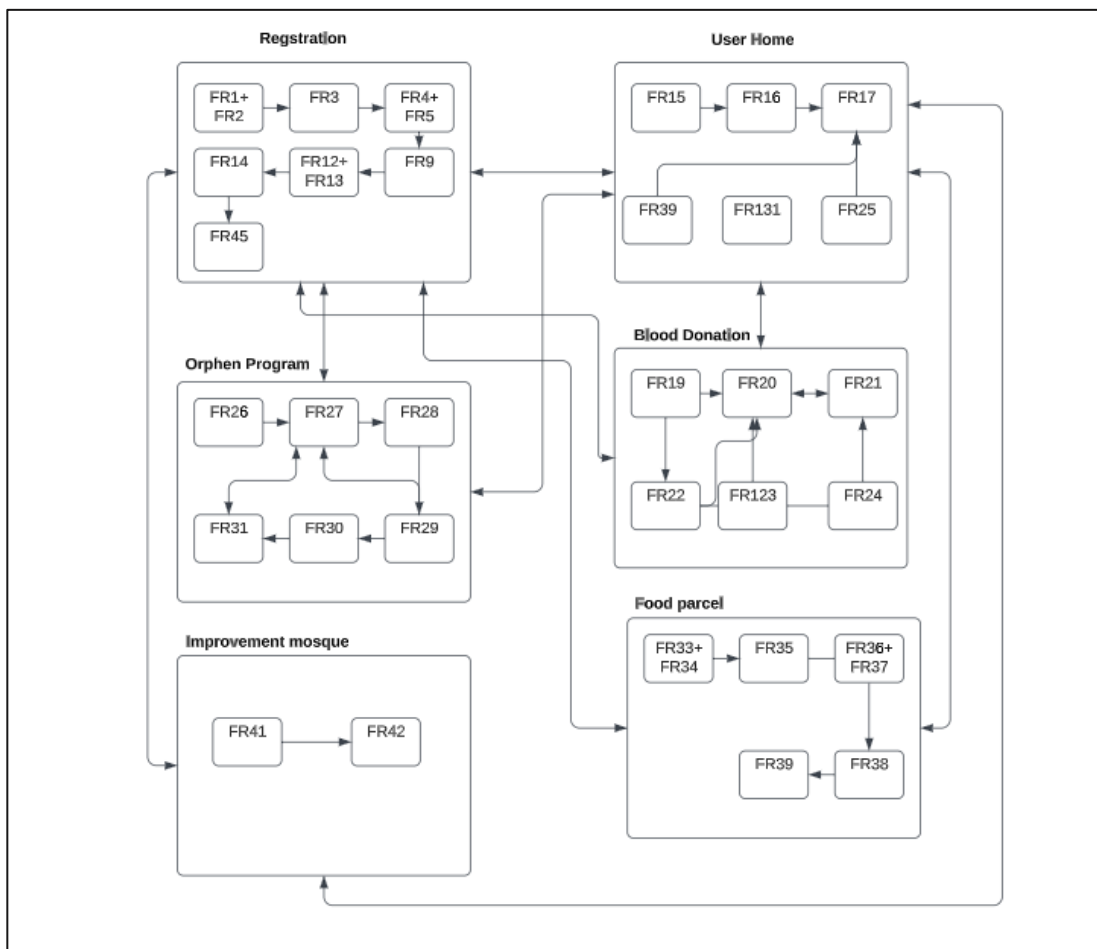 Regstration
FR1+
FR2
FR3
FR4+
FR5
FR14
FR12+
FR13
FR9
FR45
User Home
FR15
FR16
FR17
FR39
FR131
FR25
Orphen Program
FR26
FR27
FR28
FR31
FR30
FR29
Blood Donation
FR19
FR20
FR21
FR22
FR123
FR24
Improvement mosque
FR41
FR42
Food parcel
FR33+
FR34
FR35
FR36+
FR37
FR39
FR38